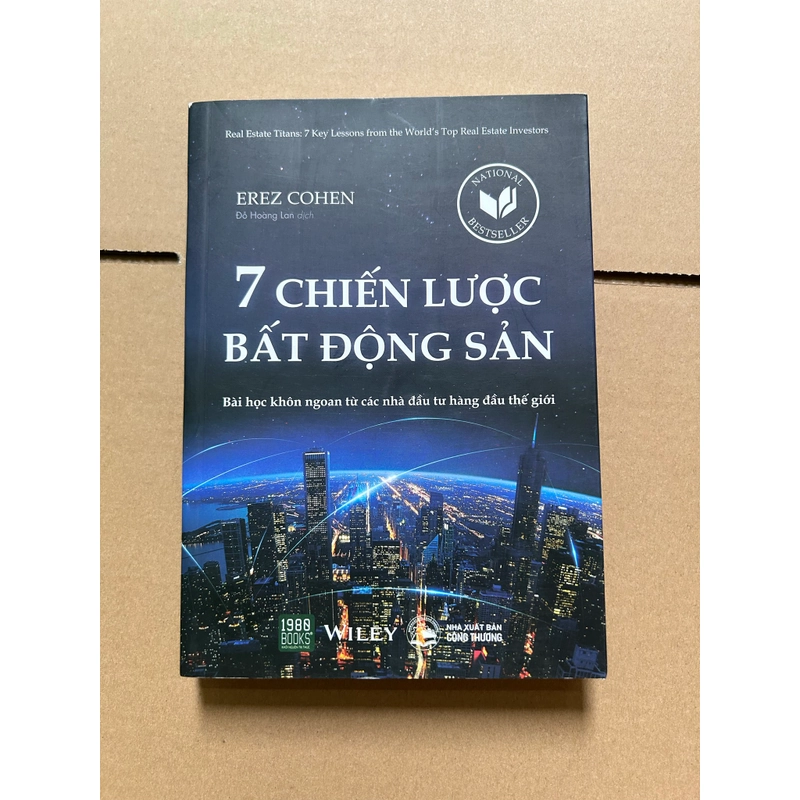 Real Estate Titans: 7 Key Lessons from the World's Top Real Estate Investors
EREZ COHEN
Đỗ Hoàng Lan dịch
NATIONAL
BESTSELLER
7 CHIẾN LƯỢC
BẤT ĐỘNG SẢN
Bài học khôn ngoan từ các nhà đầu tư hàng đầu thế giới
1980
BOOKS
WILEY
NHÀ XUẤT BẢN
CÔNG THƯƠNG